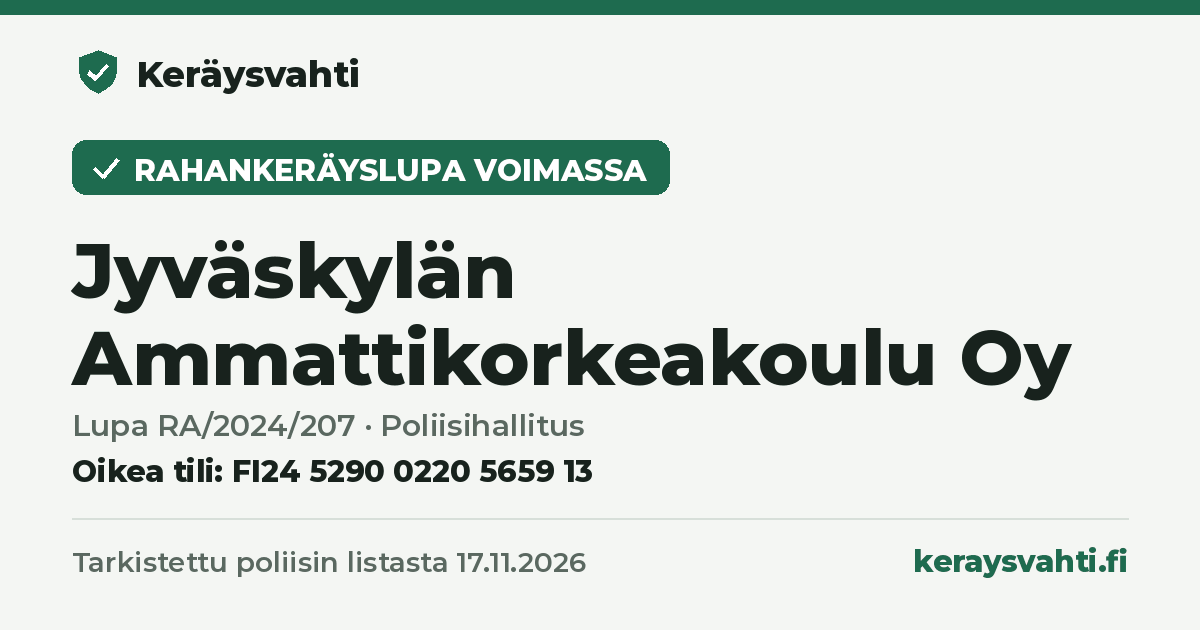 Keräysvahti
RAHANKERÄYSLUPA VOIMASSA
Jyväskylän
Ammattikorkeakoulu Oy
Lupa RA/2024/207 · Poliisihallitus
Oikea tili: FI24 5290 0220 5659 13
Tarkistettu poliisin listasta 17.11.2026
keraysvahti.fi